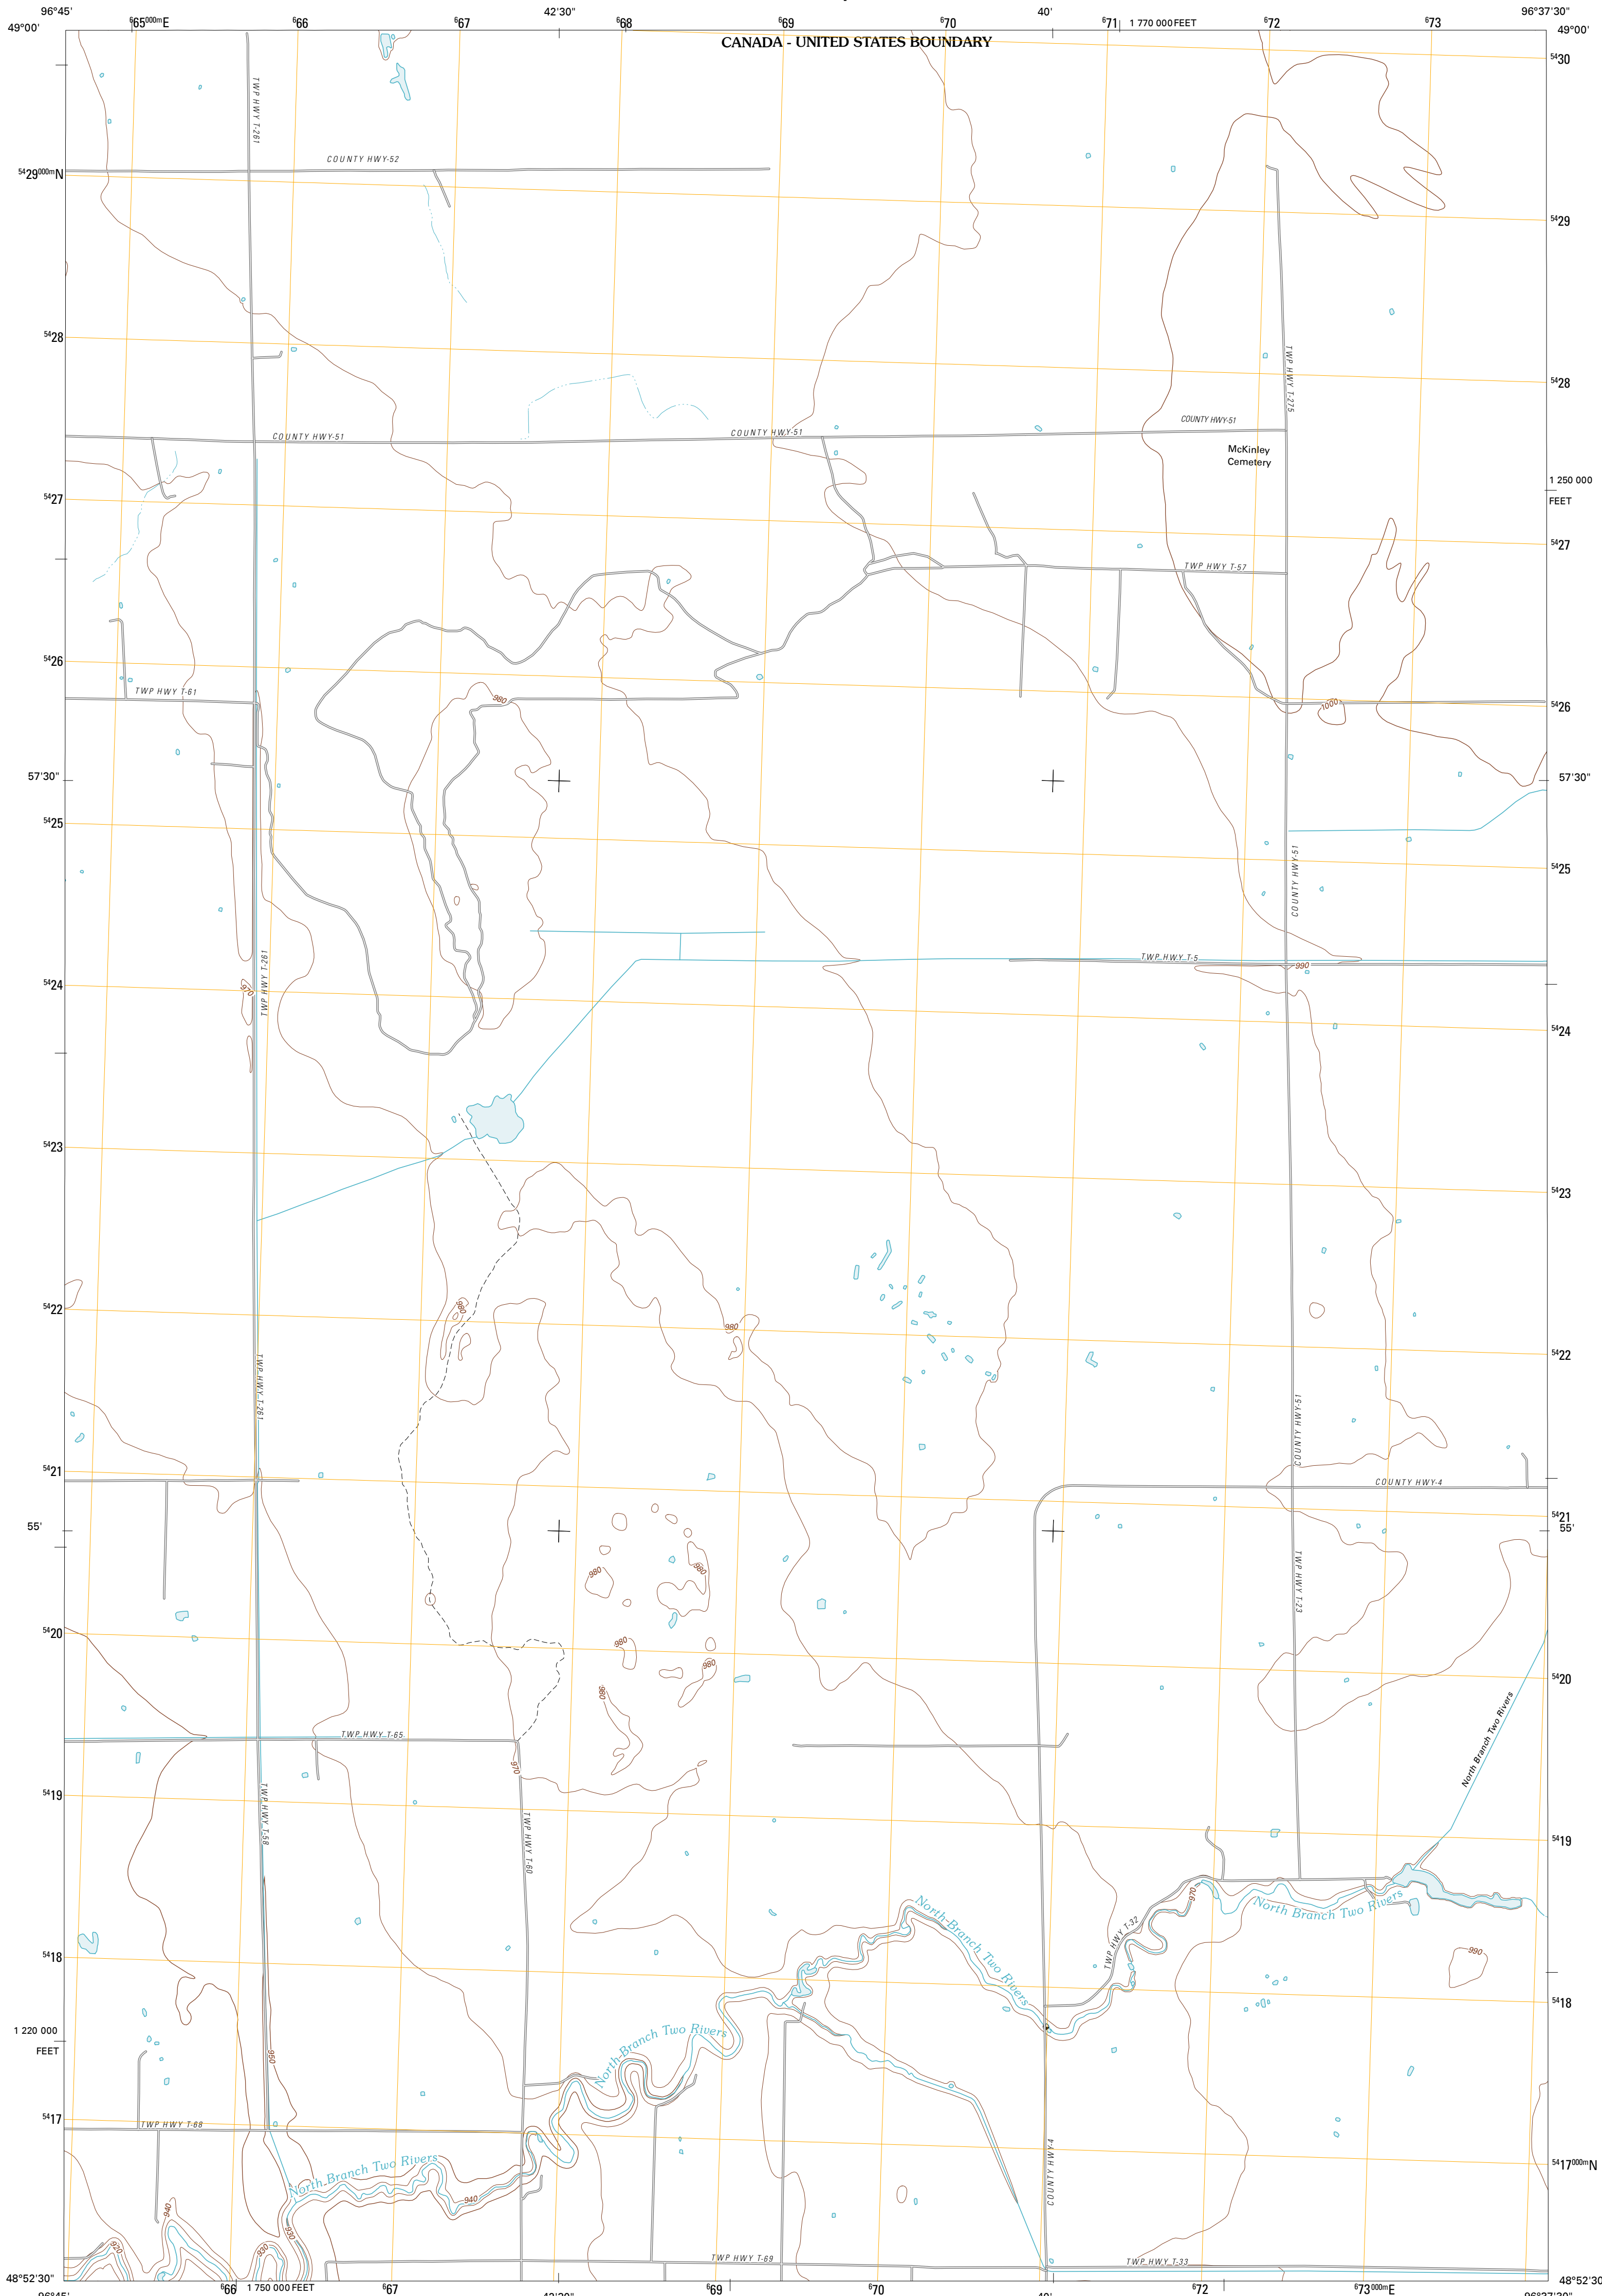 96°45'
⁶65⁰⁰⁰ᵐE
⁶66
⁶67
42'30"
⁶68
⁶69
⁶70
40'
⁶71
1 770 000 FEET
⁶72
⁶73
96°37'30"
49°00'
49°00'
CANADA - UNITED STATES BOUNDARY
⁵⁴30
TWP HWY T-261
COUNTY HWY-52
⁵⁴29⁰⁰⁰ᵐN
⁵⁴29
⁵⁴28
⁵⁴28
TWP HWY T-275
COUNTY HWY-51
COUNTY HWY-51
COUNTY HWY-51
McKinley
Cemetery
1 250 000
FEET
⁵⁴27
⁵⁴27
TWP HWY T-57
⁵⁴26
TWP HWY T-61
980
1000
⁵⁴26
57'30"
57'30"
⁵⁴25
⁵⁴25
COUNTY HWY-51
TWP HWY T-261
TWP HWY T-5
990
970
⁵⁴24
⁵⁴24
⁵⁴23
⁵⁴23
⁵⁴22
980
980
⁵⁴22
TWP HWY T-261
COUNTY HWY-51
⁵⁴21
COUNTY HWY-4
⁵⁴21
55'
55'
980
980
TWP HWY T-23
⁵⁴20
980
980
980
⁵⁴20
North Branch Two Rivers
TWP HWY T-65
970
⁵⁴19
TWP HWY T-58
TWP HWY T-60
⁵⁴19
970
North Branch Two Rivers
North Branch Two Rivers
TWP HWY T-32
990
⁵⁴18
⁵⁴18
1 220 000
FEET
North Branch Two Rivers
950
⁵⁴17
TWP HWY T-68
North Branch Two Rivers
COUNTY HWY-4
⁵⁴17⁰⁰⁰ᵐN
940
940
930
930
920
TWP HWY T-69
TWP HWY T-33
48°52'30"
48°52'30"
96°45'
⁶66
1 750 000 FEET
⁶67
42'30"
⁶69
⁶70
40'
⁶72
⁶73⁰⁰⁰ᵐE
96°37'30"